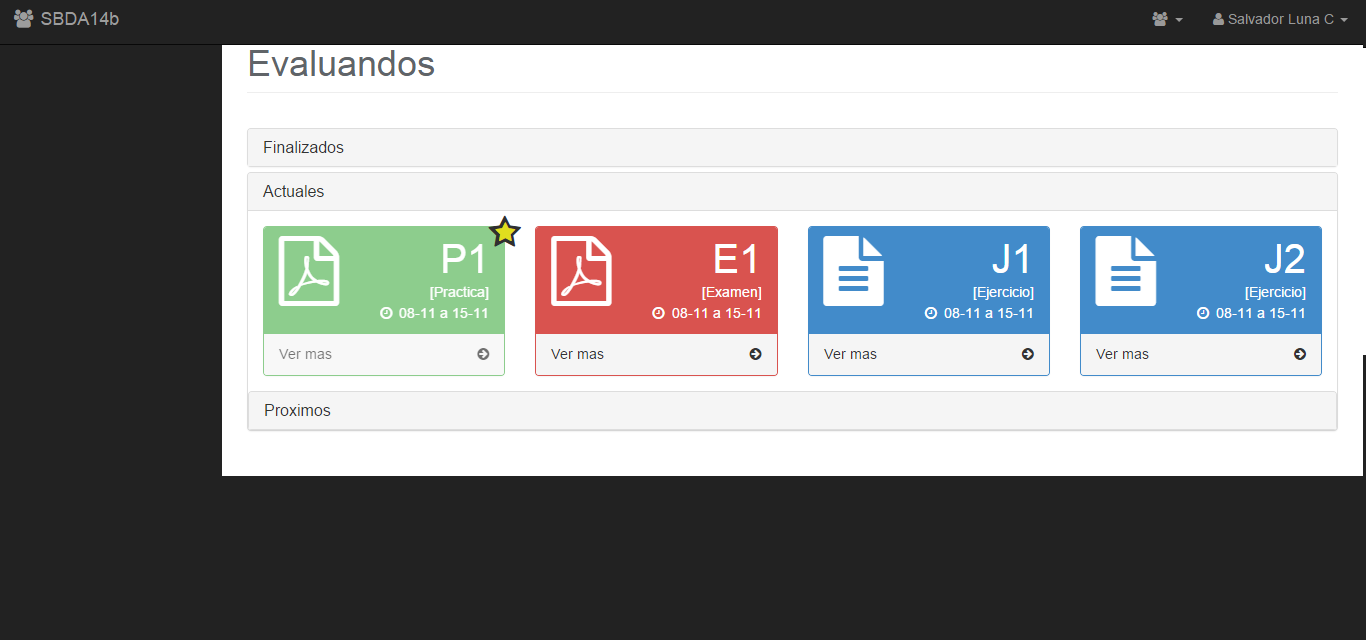 SBDA14b
Salvador Luna C
Evaluandos
Finalizados
Actuales
P1
[Practica]
08-11 a 15-11
Ver mas
E1
[Examen]
08-11 a 15-11
Ver mas
J1
[Ejercicio]
08-11 a 15-11
Ver mas
J2
[Ejercicio]
08-11 a 15-11
Ver mas
Proximos